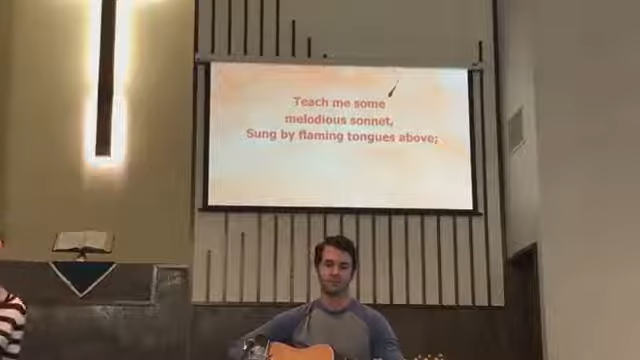 Teach me some
melodious sonnet,
Sung by flaming tongues above;